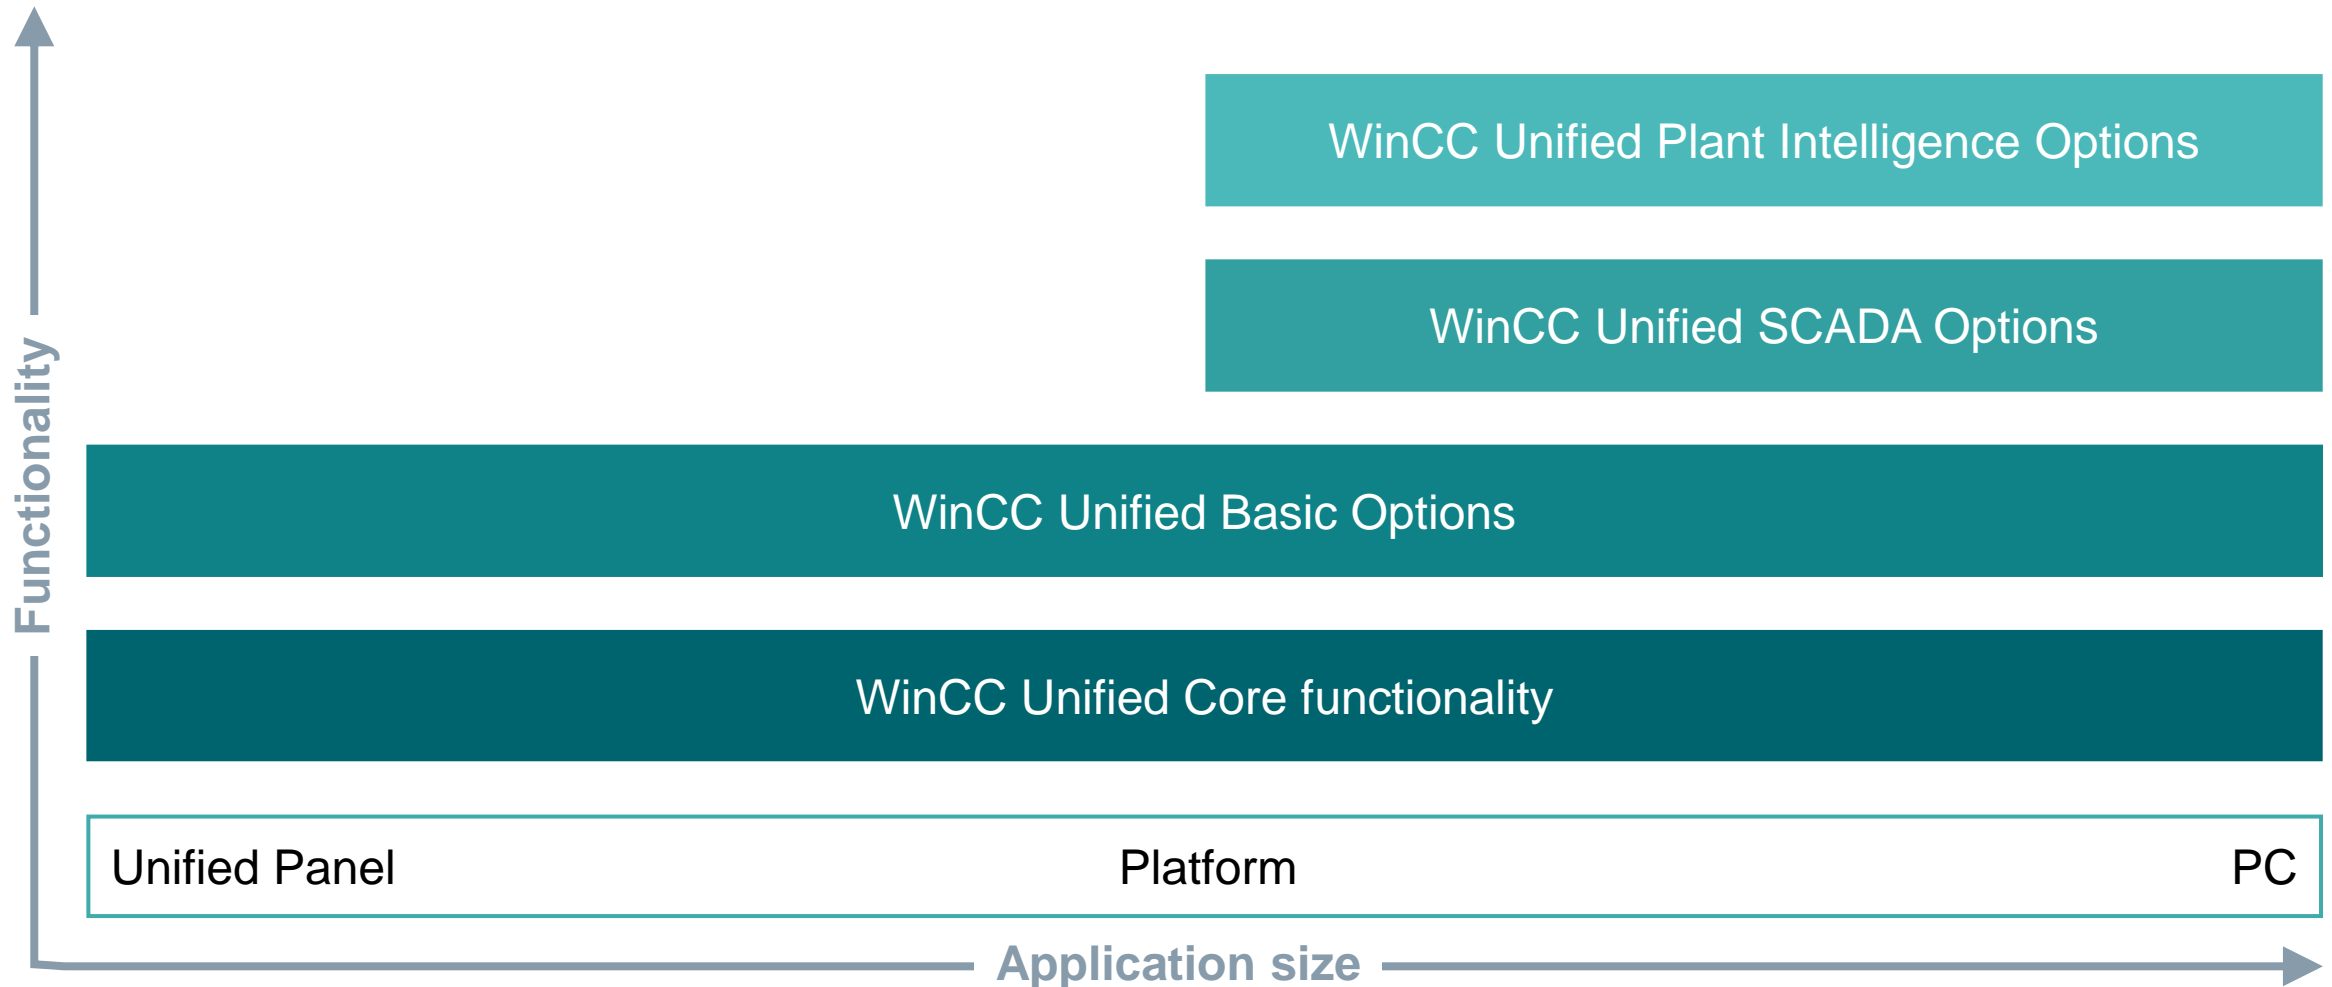 WinCC Unified Plant Intelligence Options
WinCC Unified SCADA Options
Functionality
WinCC Unified Basic Options
WinCC Unified Core functionality
Unified Panel Platform PC
Application size